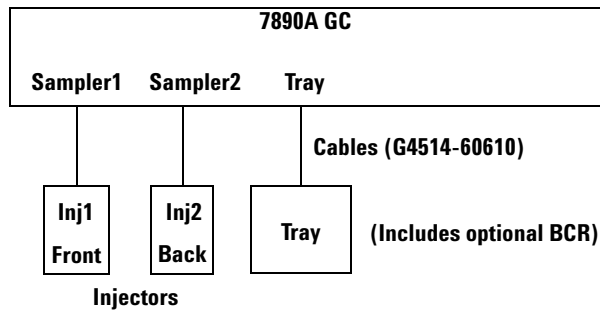 7890A GC
Sampler1 Sampler2 Tray
Cables (G4514-60610)
Inj1 Inj2
Tray (Includes optional BCR)
Front Back
Injectors